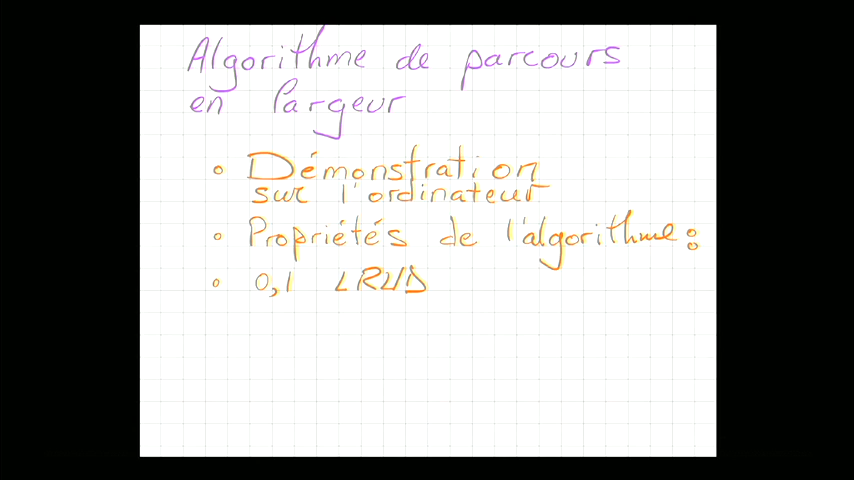 Algorithme de parcours
en largeur
• Démonstration
sur l'ordinateur
• Propriétés de l'algorithme :
• 0,1 LRUD